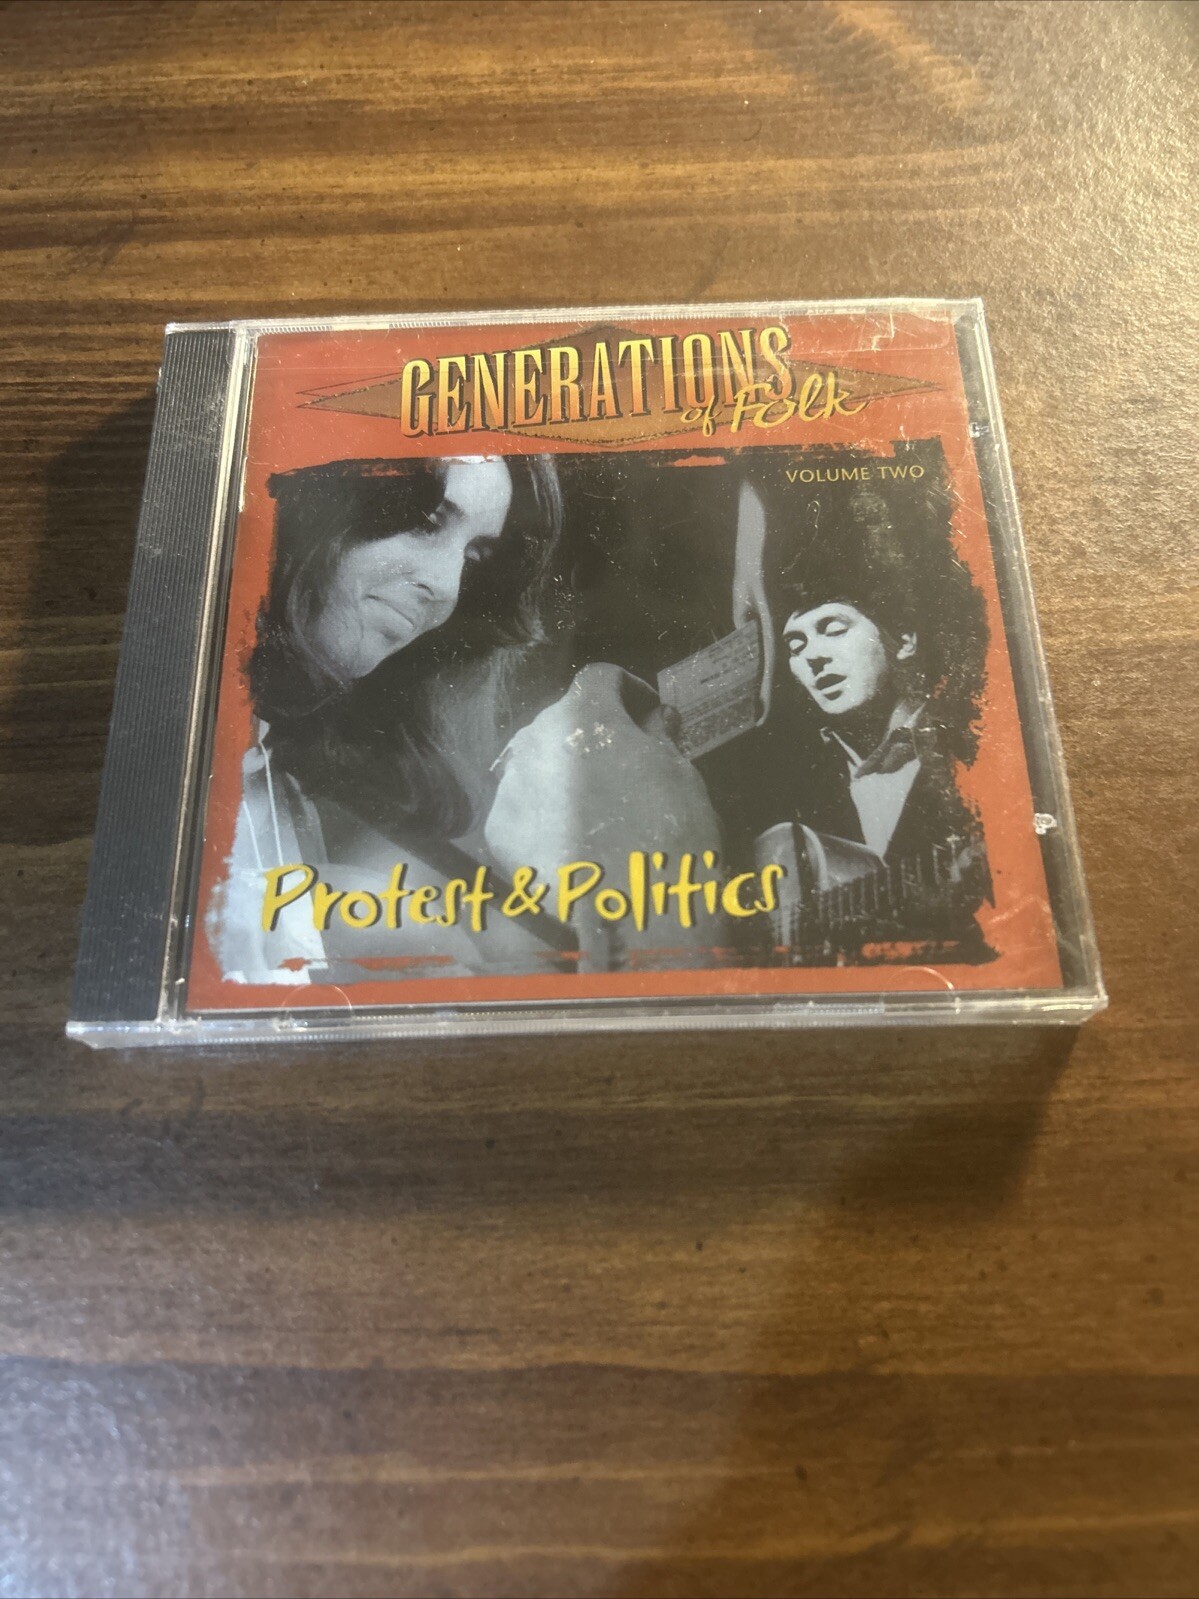 GENERATIONS
of Folk
VOLUME TWO
Protest & Politics